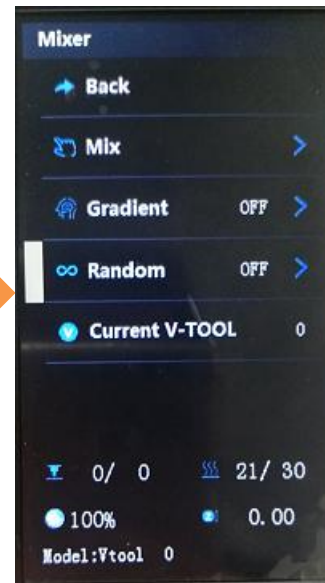 Mixer
Back
Mix
Gradient OFF
Random OFF
Current V-TOOL 0
0/ 0 21/ 30
100% 0.00
Model:Vtool 0